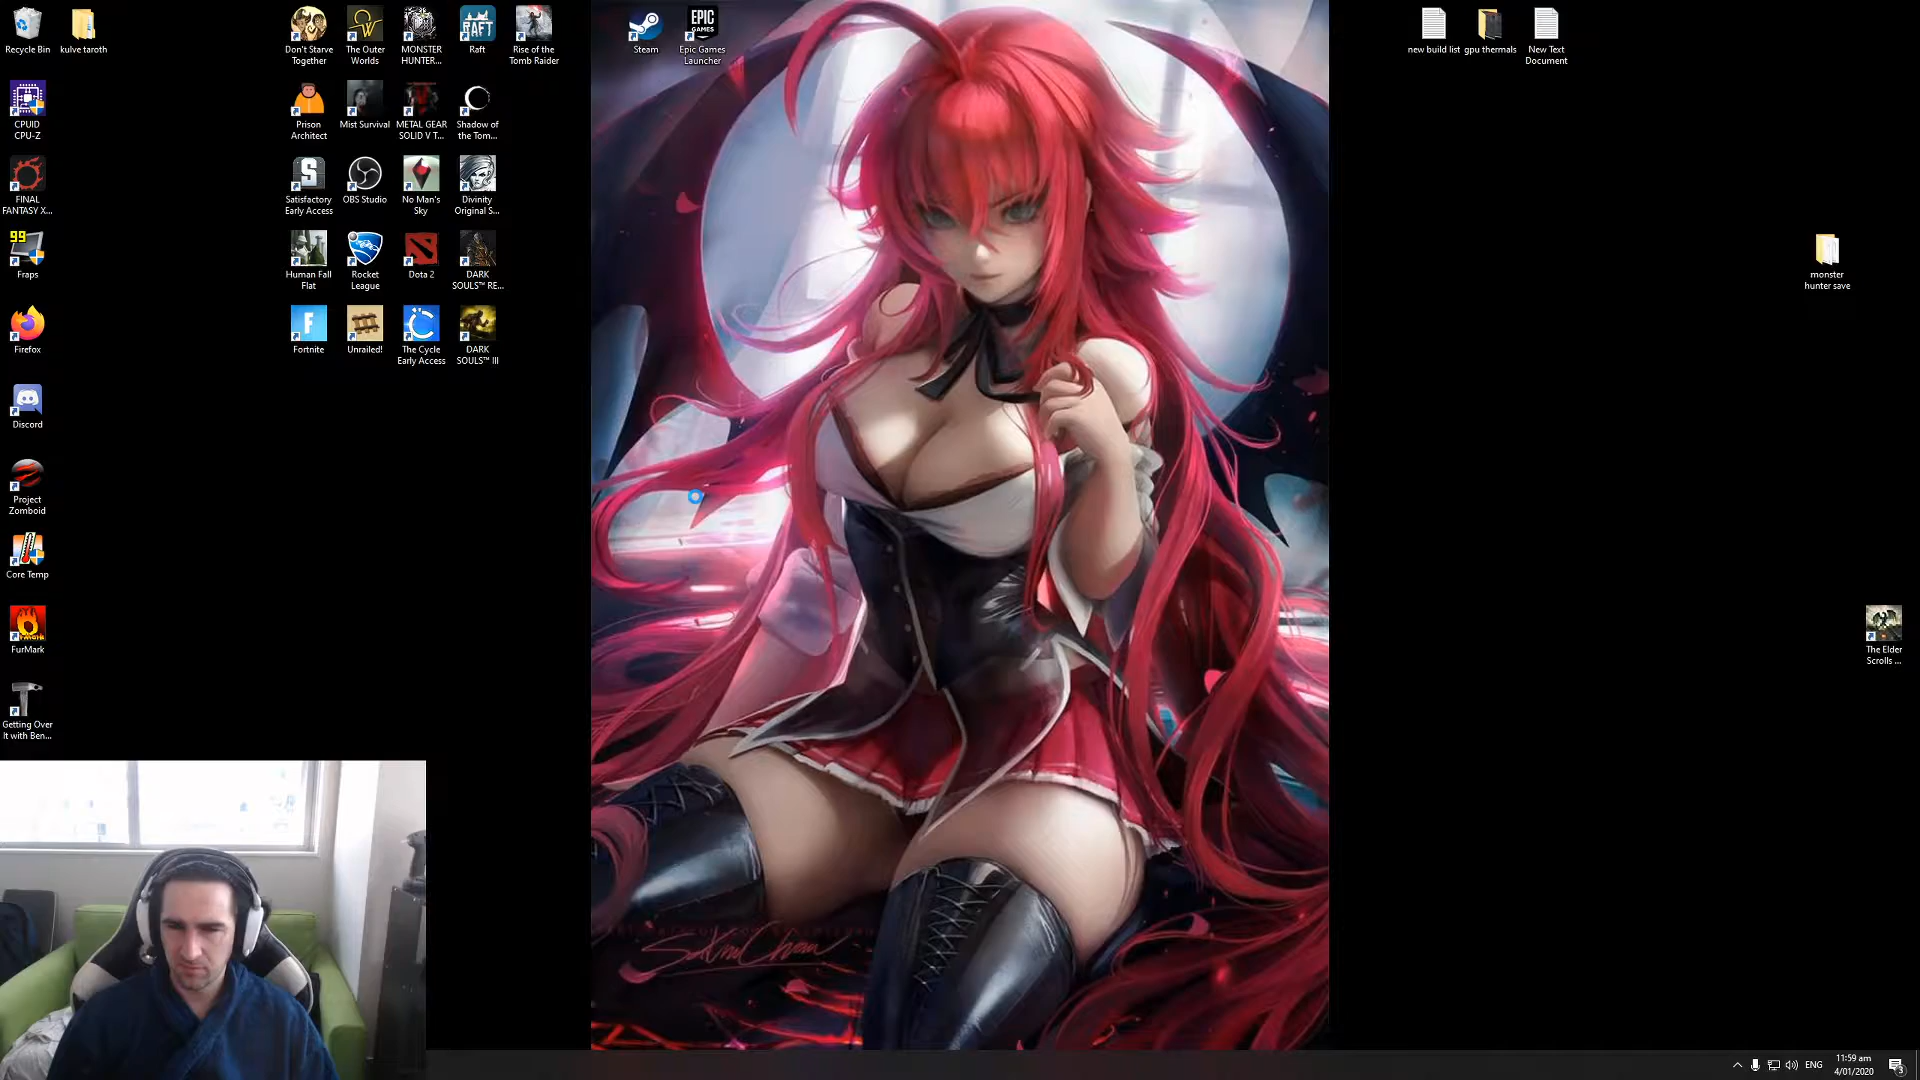 Recycle Bin
kulve taroth
CPUID
CPU-Z
FINAL
FANTASY X...
99
Fraps
Firefox
Discord
Project
Zomboid
Core Temp
FurMark
Getting Over
It with Ben...
Don't Starve
Together
The Outer
Worlds
MONSTER
HUNTER...
RAFT
Raft
Rise of the
Tomb Raider
Prison
Architect
Mist Survival
METAL GEAR
SOLID V T...
Shadow of
the Tom...
S
Satisfactory
Early Access
OBS Studio
No Man's
Sky
Divinity
Original S...
Human Fall
Flat
Rocket
League
Dota 2
DARK
SOULS™ RE...
F
Fortnite
Unrailed!
The Cycle
Early Access
DARK
SOULS™ III
Steam
EPIC
GAMES
Epic Games
Launcher
new build list
gpu thermals
New Text
Document
monster
hunter save
The Elder
Scrolls ...
ENG
11:59 am
4/01/2020
3